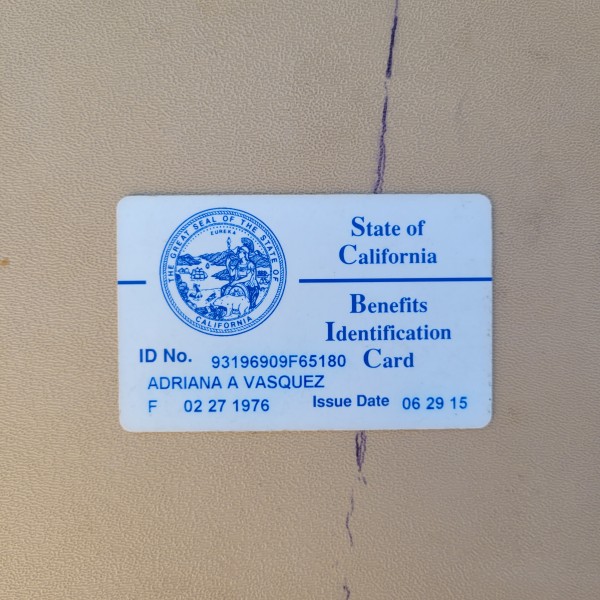 THE GREAT SEAL OF THE STATE OF CALIFORNIA
EUREKA
State of
California
Benefits
Identification
Card
ID No. 93196909F65180
ADRIANA A VASQUEZ
F 02 27 1976 Issue Date 06 29 15